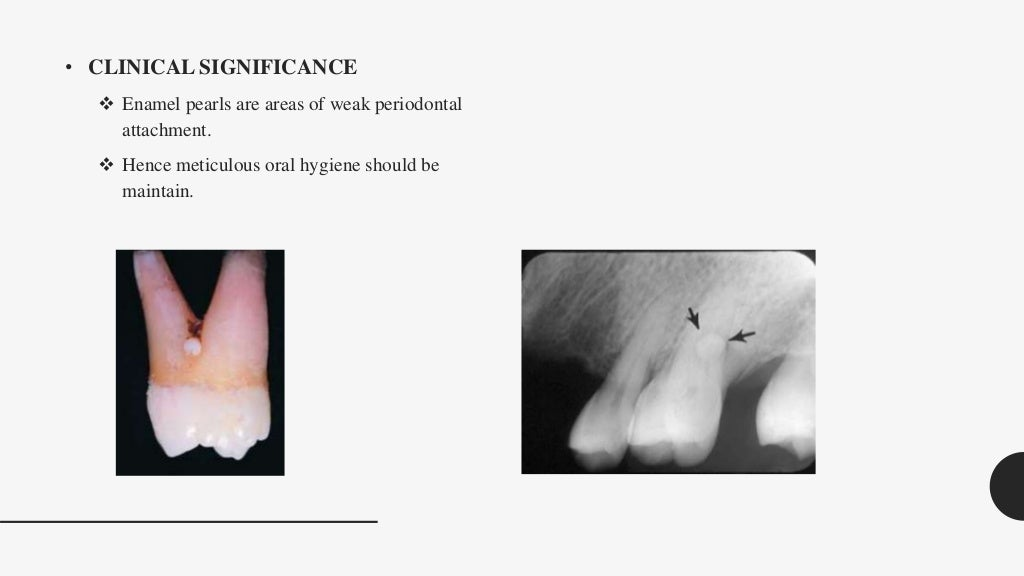 • CLINICAL SIGNIFICANCE
❖ Enamel pearls are areas of weak periodontal
attachment.
❖ Hence meticulous oral hygiene should be
maintain.